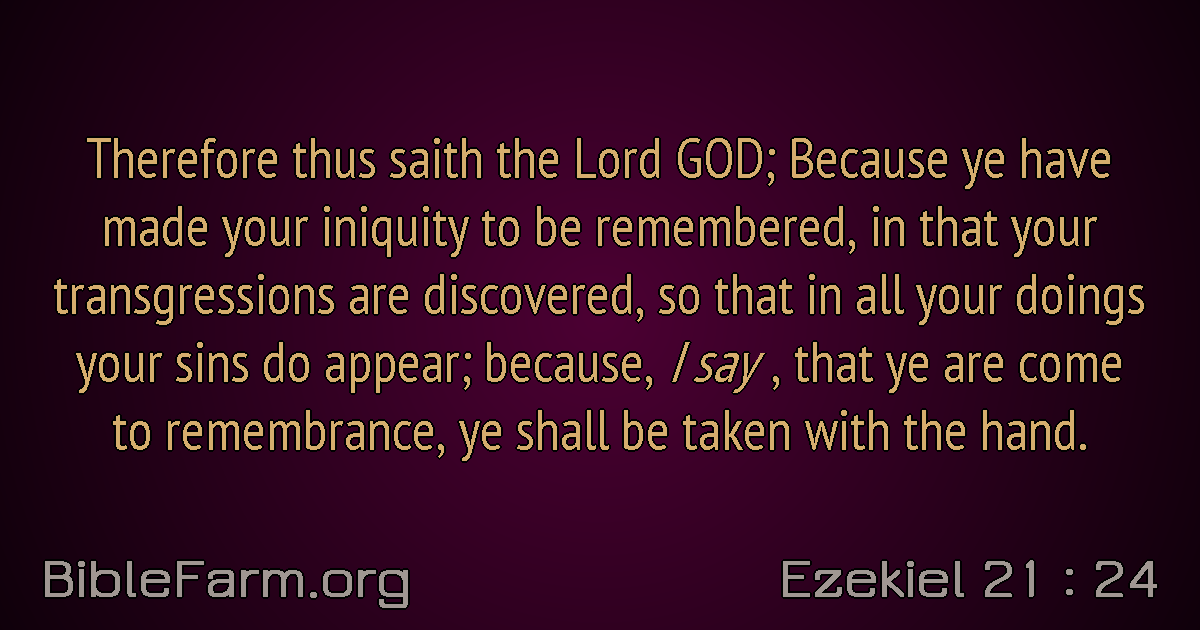 Therefore thus saith the Lord GOD; Because ye have
made your iniquity to be remembered, in that your
transgressions are discovered, so that in all your doings
your sins do appear; because, I say , that ye are come
to remembrance, ye shall be taken with the hand.
BibleFarm.org
Ezekiel 21 : 24